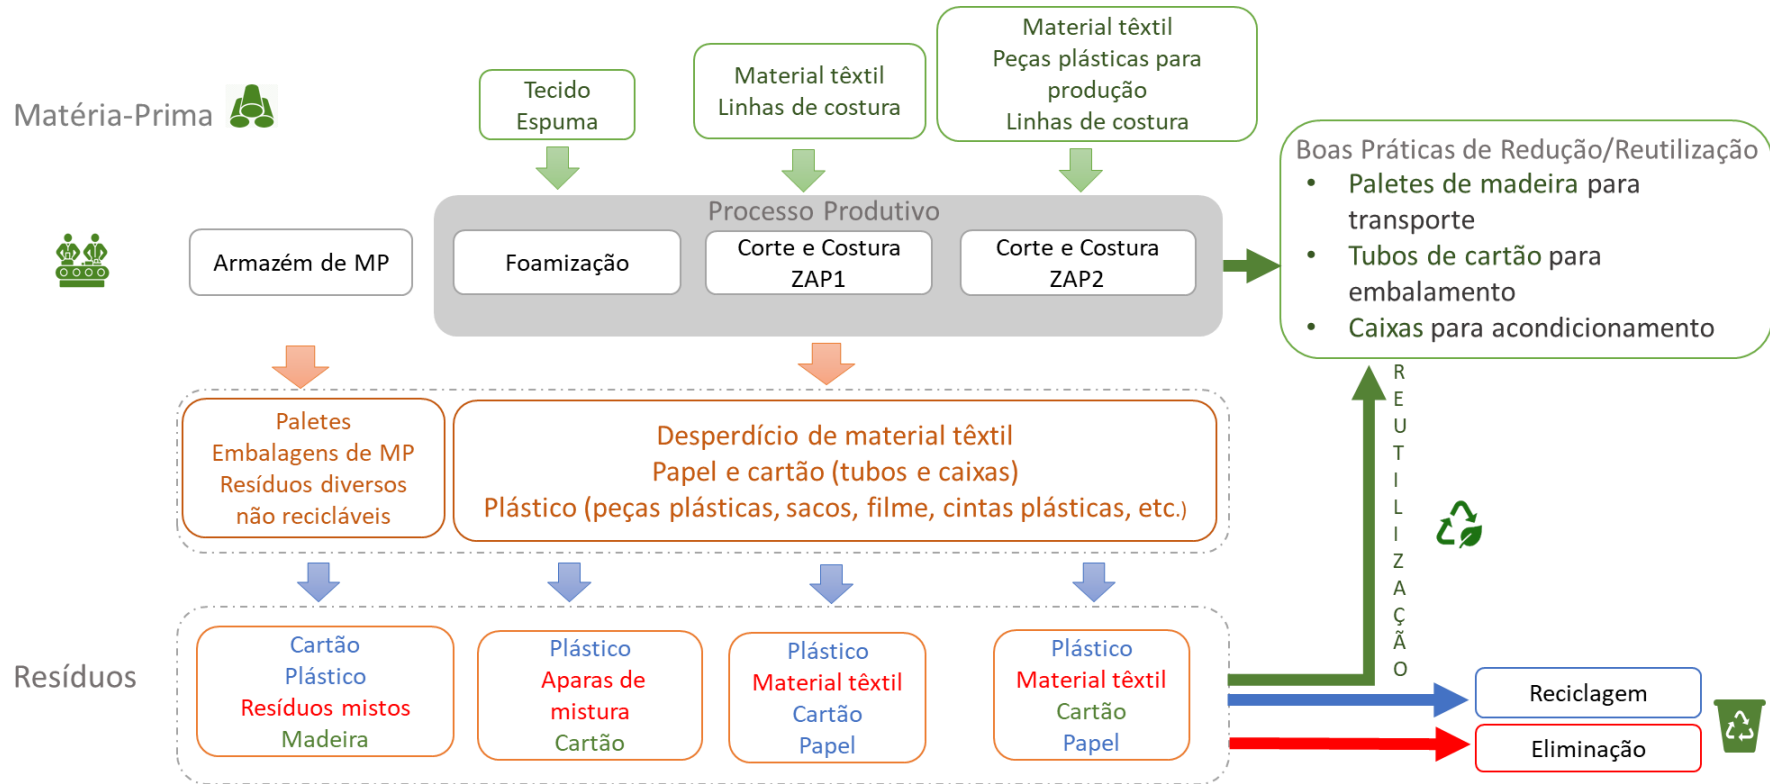 Matéria-Prima
Tecido
Espuma
Material têxtil
Linhas de costura
Material têxtil
Peças plásticas para
produção
Linhas de costura
Processo Produtivo
Armazém de MP
Foamização
Corte e Costura
ZAP1
Corte e Costura
ZAP2
Boas Práticas de Redução/Reutilização
• Paletes de madeira para
transporte
• Tubos de cartão para
embalamento
• Caixas para acondicionamento
Paletes
Embalagens de MP
Resíduos diversos
não recicláveis
Desperdício de material têxtil
Papel e cartão (tubos e caixas)
Plástico (peças plásticas, sacos, filme, cintas plásticas, etc.)
REUTILIZAÇÃO
Resíduos
Cartão
Plástico
Resíduos mistos
Madeira
Plástico
Aparas de
mistura
Cartão
Plástico
Material têxtil
Cartão
Papel
Plástico
Material têxtil
Cartão
Papel
Reciclagem
Eliminação